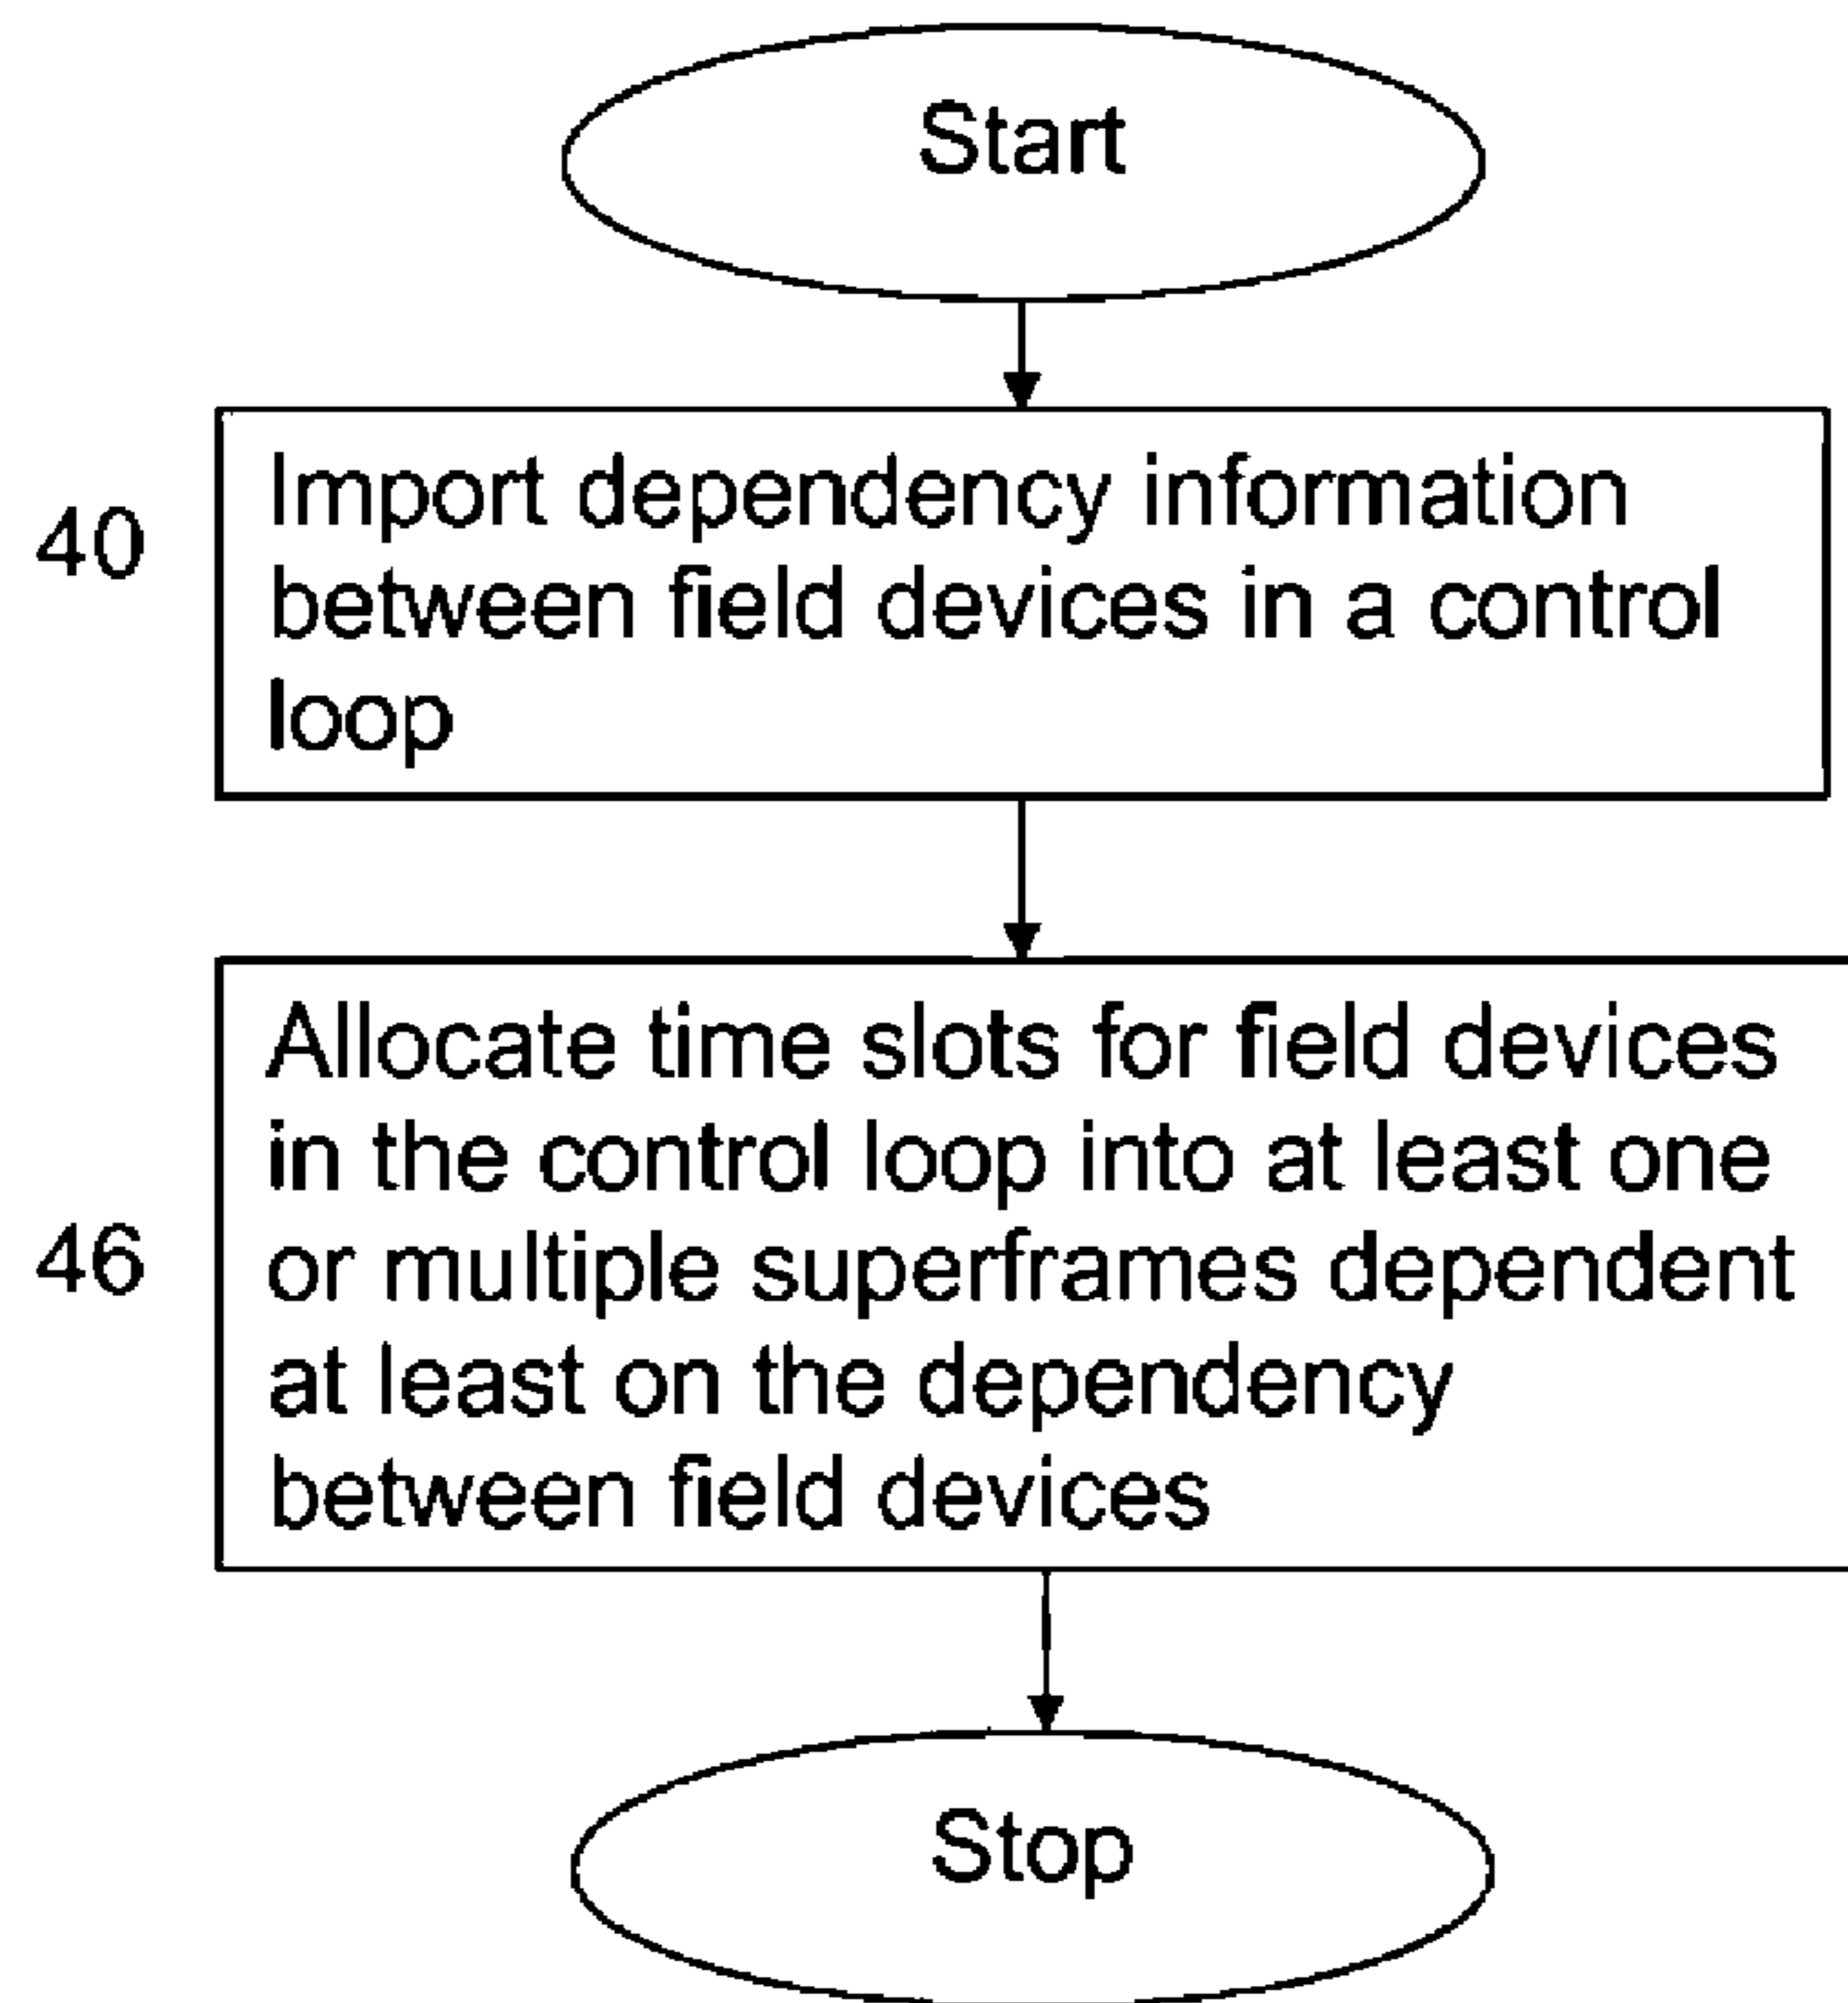 Start
40
Import dependency information
between field devices in a control
loop
46
Allocate time slots for field devices
in the control loop into at least one
or multiple superframes dependent
at least on the dependency
between field devices
Stop